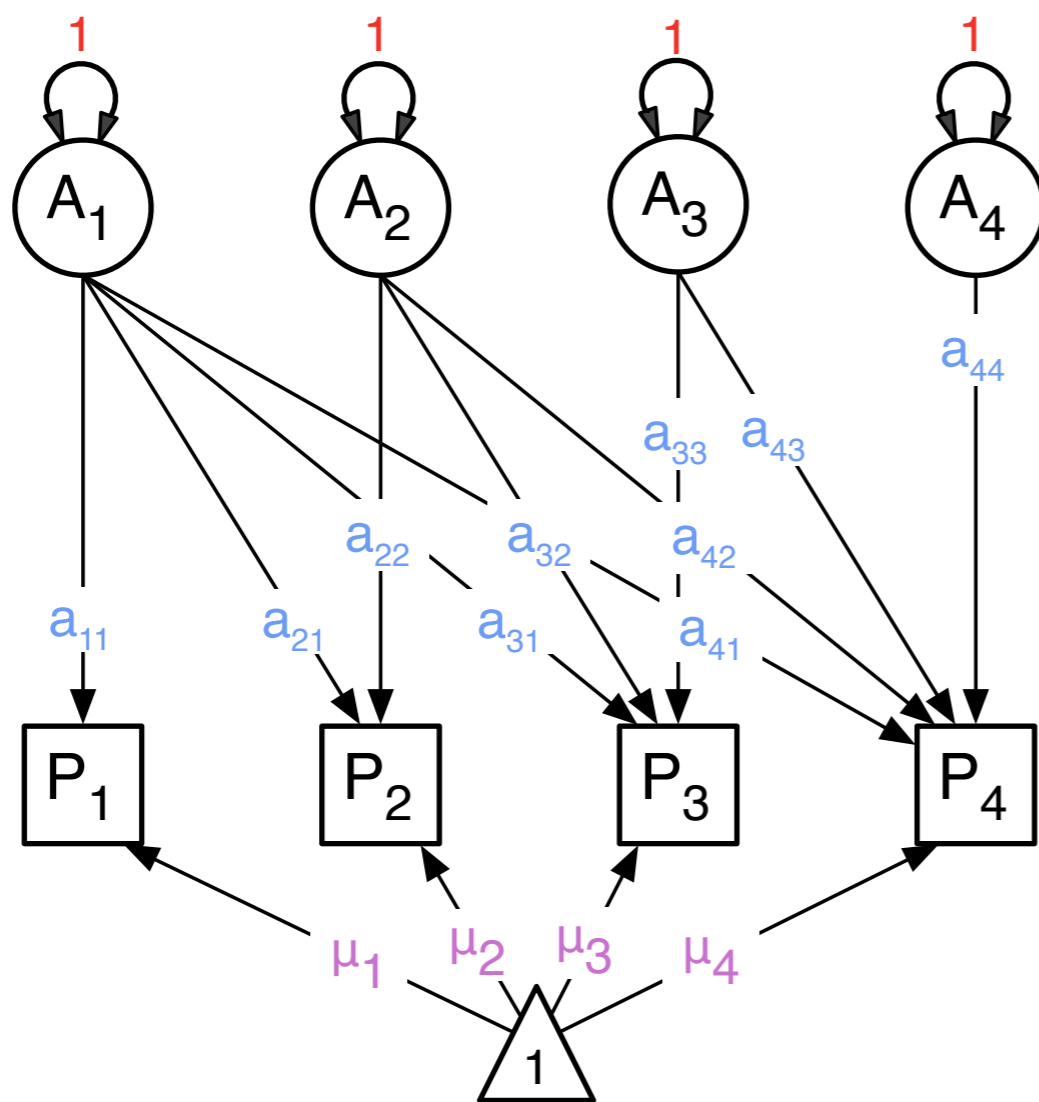 1 1 1 1
A₁ A₂ A₃ A₄
a₄₄
a₃₃ a₄₃
a₂₂ a₃₂ a₄₂
a₁₁ a₂₁ a₃₁ a₄₁
P₁ P₂ P₃ P₄
μ₁ μ₂ μ₃ μ₄
1